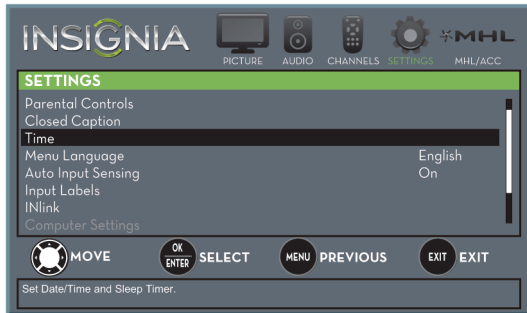 INSIGNIA
PICTURE AUDIO CHANNELS SETTINGS MHL MHL/ACC
SETTINGS
Parental Controls
Closed Caption
Time
Menu Language English
Auto Input Sensing On
Input Labels
INlink
Computer Settings
MOVE OK ENTER SELECT MENU PREVIOUS EXIT EXIT
Set Date/Time and Sleep Timer.